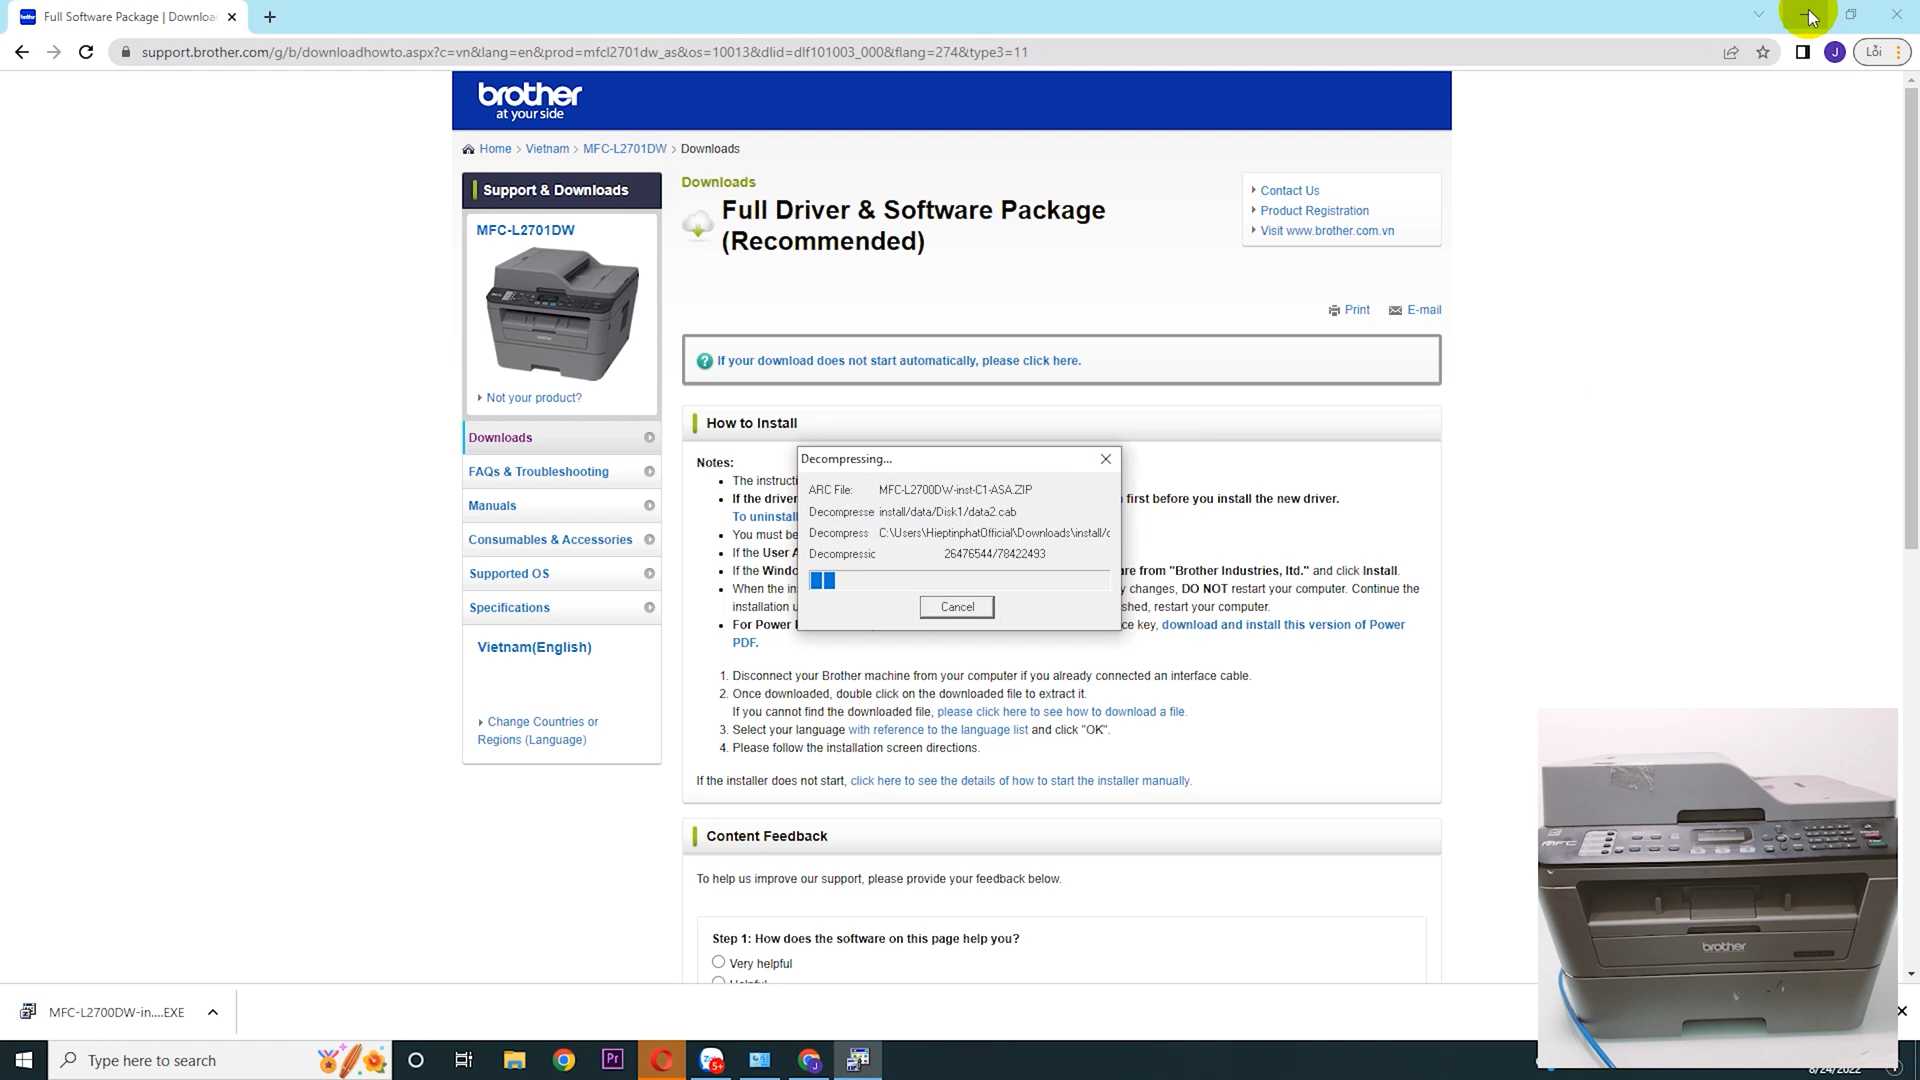 Full Software Package | Downloa
support.brother.com/g/b/downloadhowto.aspx?c=vn&lang=en&prod=mfcl2701dw_as&os=10013&dlid=dlf101003_000&flang=274&type3=11
J
Lỗi
brother
at your side
Home > Vietnam > MFC-L2701DW > Downloads
Support & Downloads
MFC-L2701DW
Not your product?
Downloads
FAQs & Troubleshooting
Manuals
Consumables & Accessories
Supported OS
Specifications
Vietnam(English)
Change Countries or
Regions (Language)
Downloads
Full Driver & Software Package
(Recommended)
Contact Us
Product Registration
Visit www.brother.com.vn
Print
E-mail
If your download does not start automatically, please click here.
How to Install
Notes:
The instructi
If the driver
first before you install the new driver.
To uninstal
You must be
If the User A
If the Windo
re from "Brother Industries, ltd." and click Install.
When the in
y changes, DO NOT restart your computer. Continue the
installation u
shed, restart your computer.
For Power
ce key, download and install this version of Power
PDF.
Decompressing...
ARC File: MFC-L2700DW-inst-C1-ASA.ZIP
Decompresse install/data/Disk1/data2.cab
Decompress C:\Users\HieptinphatOfficial\Downloads\install/c
Decompressic 26476544/78422493
Cancel
1. Disconnect your Brother machine from your computer if you already connected an interface cable.
2. Once downloaded, double click on the downloaded file to extract it.
If you cannot find the downloaded file, please click here to see how to download a file.
3. Select your language with reference to the language list and click "OK".
4. Please follow the installation screen directions.
If the installer does not start, click here to see the details of how to start the installer manually.
Content Feedback
To help us improve our support, please provide your feedback below.
Step 1: How does the software on this page help you?
Very helpful
MFC
brother
MFC-L2700DW-in....EXE
Type here to search
Pr
5+
J
8/24/2022